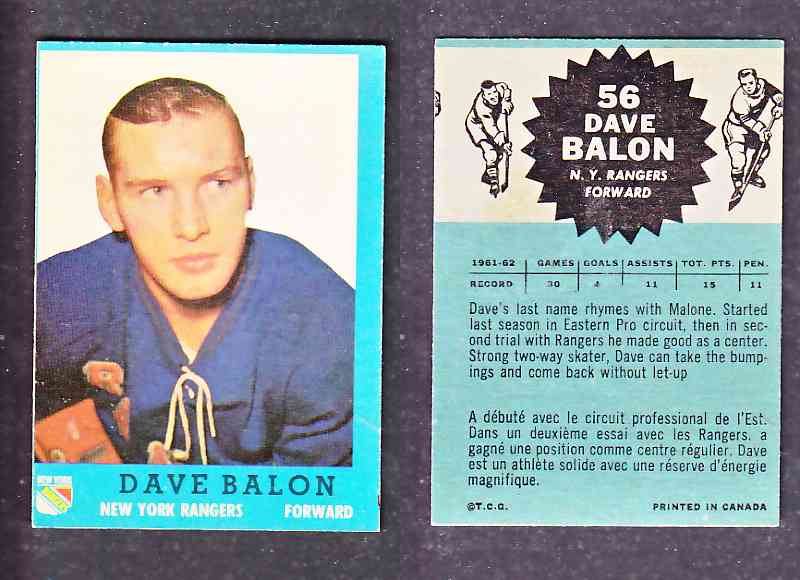 NEW YORK
RANGERS
DAVE BALON
NEW YORK RANGERS FORWARD
56
DAVE
BALON
N. Y. RANGERS
FORWARD
1961-62 GAMES GOALS ASSISTS TOT. PTS. PEN.
RECORD 30 4 11 15 11
Dave's last name rhymes with Malone. Started
last season in Eastern Pro circuit, then in sec-
ond trial with Rangers he made good as a center.
Strong two-way skater, Dave can take the bump-
ings and come back without let-up
A débuté avec le circuit professional de l'Est.
Dans un deuxième essai avec les Rangers. a
gagné une position comme centre régulier. Dave
est un athlète solide avec une réserve d'énergie
magnifique.
©T.C.G. PRINTED IN CANADA